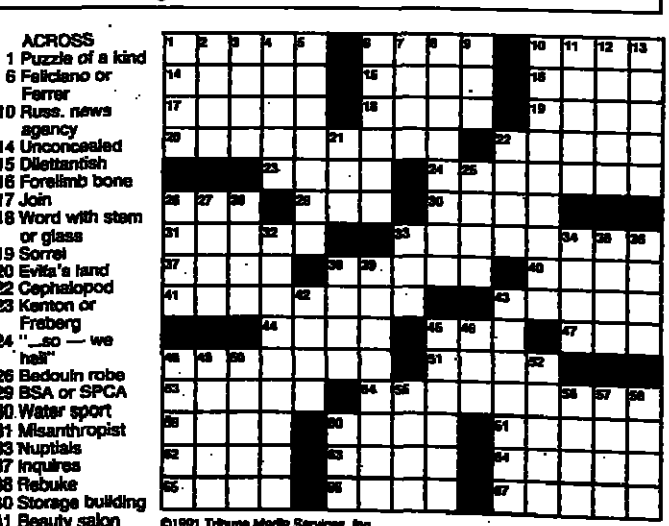 ACROSS
1 Puzzle of a kind
6 Feliciano or
Ferrer
10 Russ. news
agency
14 Unconcealed
15 Dilettantish
16 Forelimb bone
17 Join
18 Word with stem
or glass
19 Sorrel
20 Evita's land
22 Cephalopod
23 Kenton or
Freberg
24 "...so — we
hail"
26 Bedouin robe
29 BSA or SPCA
30 Water sport
31 Misanthropist
33 Nuptials
37 Inquires
38 Rebuke
40 Storage building
41 Beauty salon
1 2 3 4 5 6 7 8 9 10 11 12 13
14 15 16
17 18 19
20 21 22
23 24 25
26 27 28 29 30
31 32 33 34 35 36
37 38 39 40
41 42 43
44 45 46 47
48 49 50 51 52
53 54 55 56 57 58
59 60 61
62 63 64
65 66 67
©1991 Tribune Media Services, Inc.